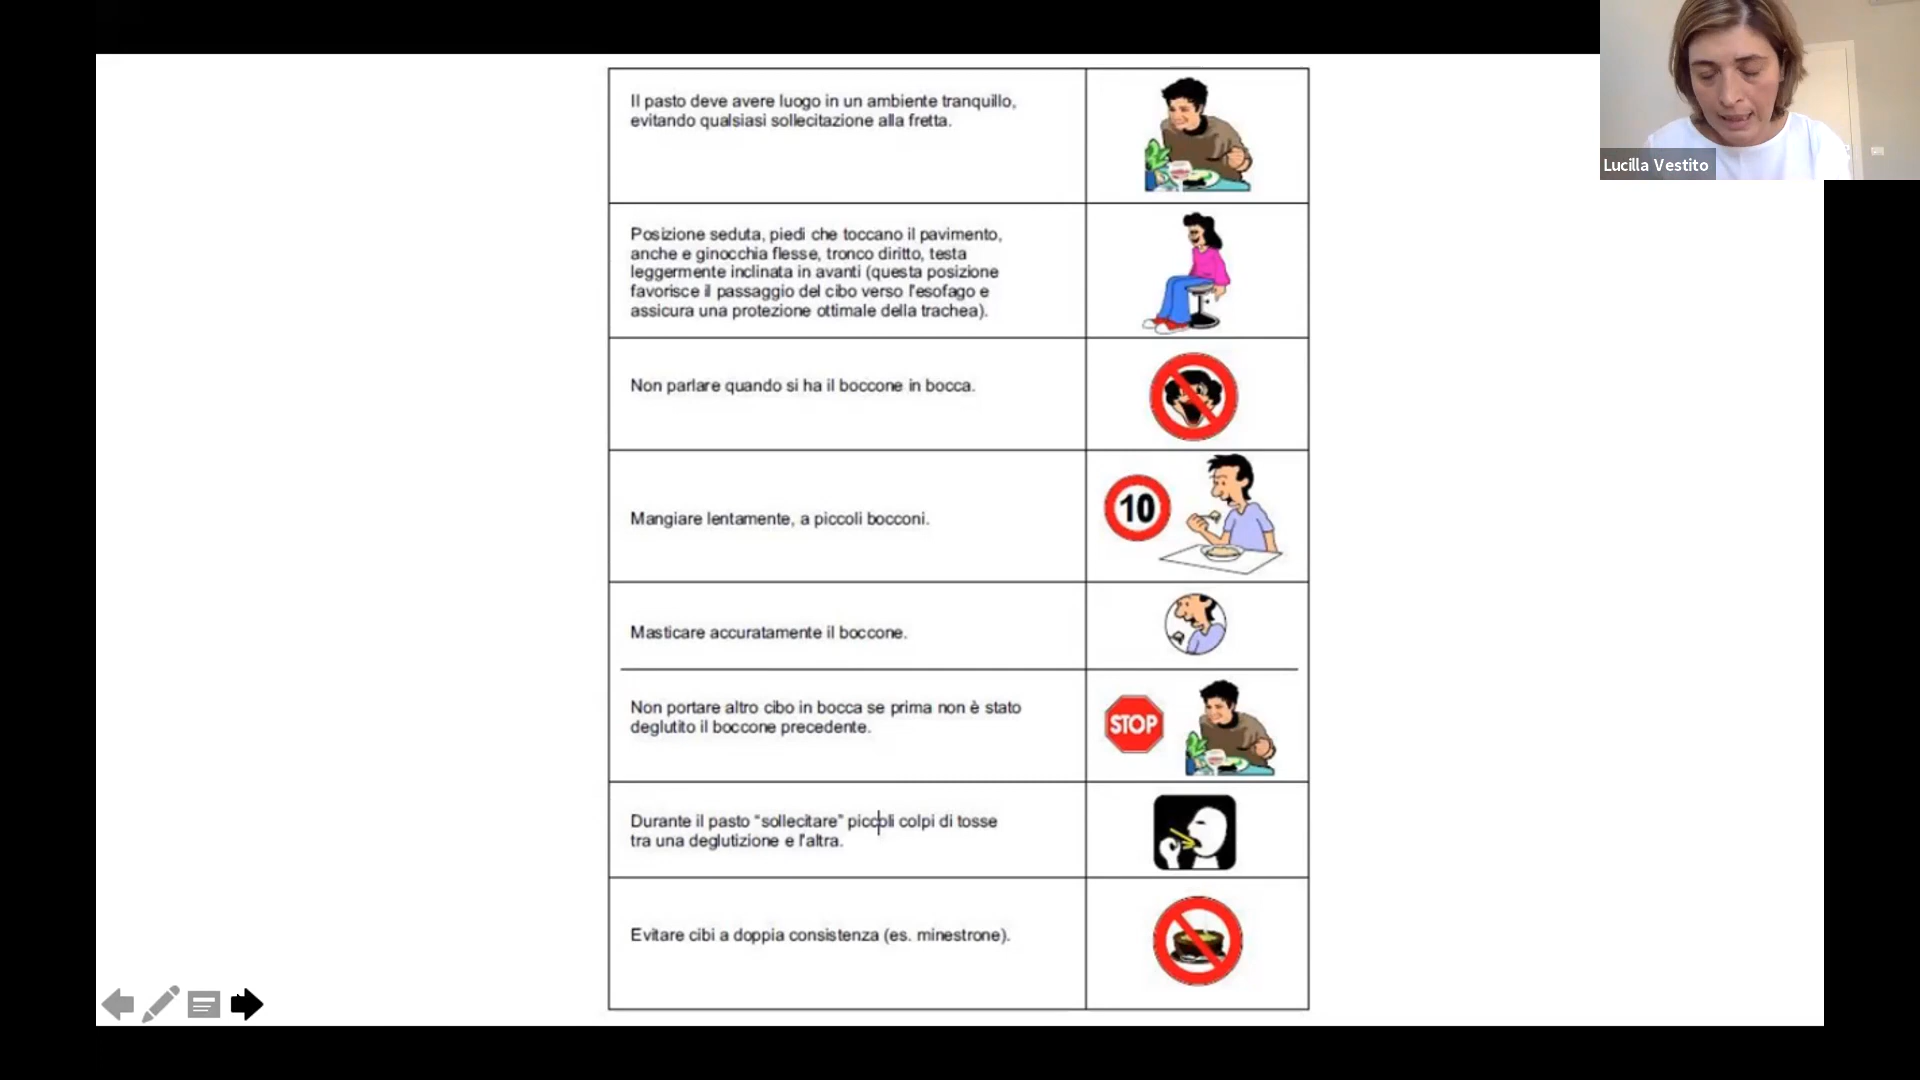 Il pasto deve avere luogo in un ambiente tranquillo,
evitando qualsiasi sollecitazione alla fretta.
Posizione seduta, piedi che toccano il pavimento,
anche e ginocchia flesse, tronco diritto, testa
leggermente inclinata in avanti (questa posizione
favorisce il passaggio del cibo verso l'esofago e
assicura una protezione ottimale della trachea).
Non parlare quando si ha il boccone in bocca.
Mangiare lentamente, a piccoli bocconi.
10
Masticare accuratamente il boccone.
Non portare altro cibo in bocca se prima non è stato
deglutito il boccone precedente.
STOP
Durante il pasto “sollecitare” piccoli colpi di tosse
tra una deglutizione e l'altra.
Evitare cibi a doppia consistenza (es. minestrone).
Lucilla Vestito